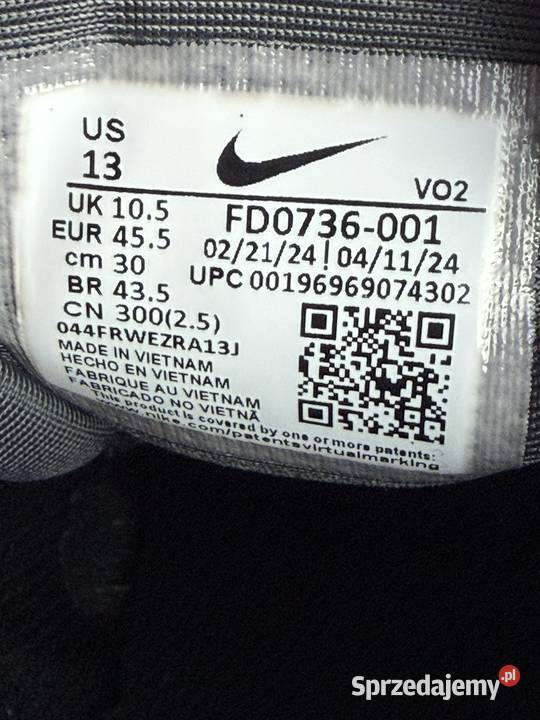 US
13
VO2
UK 10.5
EUR 45.5
cm 30
BR 43.5
CN 300(2.5)
FD0736-001
02/21/24 | 04/11/24
UPC 00196969074302
044FRWEZRA13J
MADE IN VIETNAM
HECHO EN VIETNAM
FABRIQUE AU VIETNAM
FABRICADO NO VIETNÃ
This product is covered by one or more patents:
www.nike.com/patentsvirtualmarking
Sprzedajemy.pl